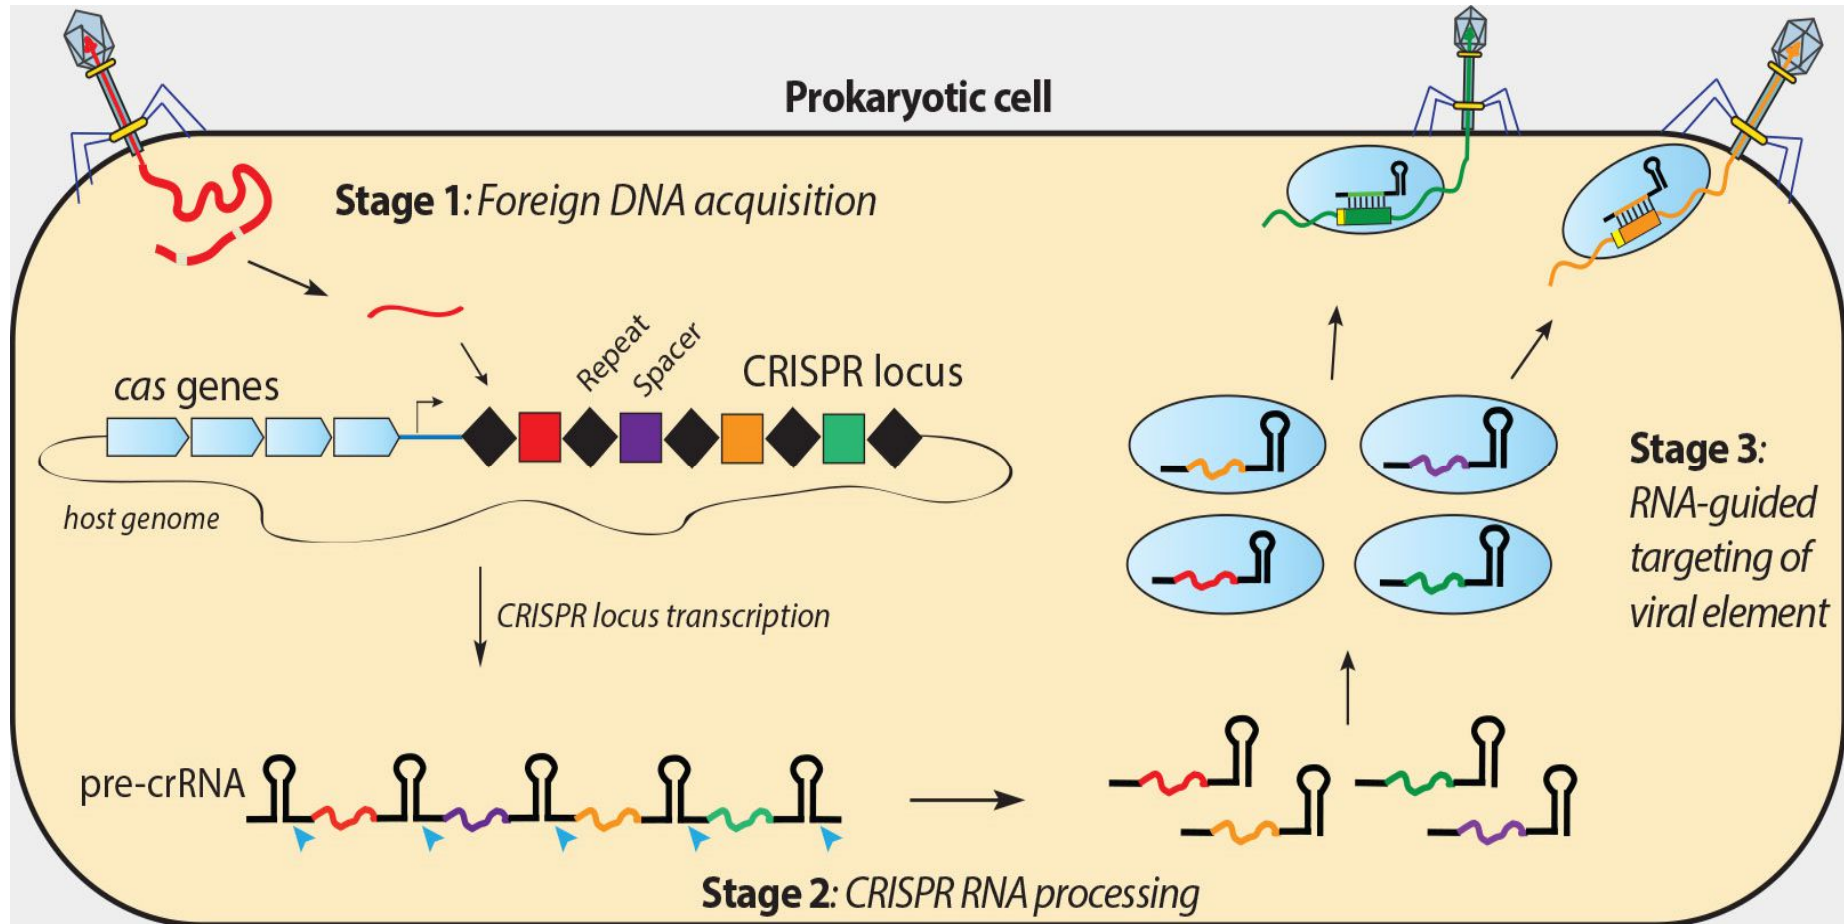 Prokaryotic cell
Stage 1: Foreign DNA acquisition
Repeat
Spacer
cas genes
CRISPR locus
host genome
CRISPR locus transcription
pre-crRNA
Stage 2: CRISPR RNA processing
Stage 3:
RNA-guided
targeting of
viral element